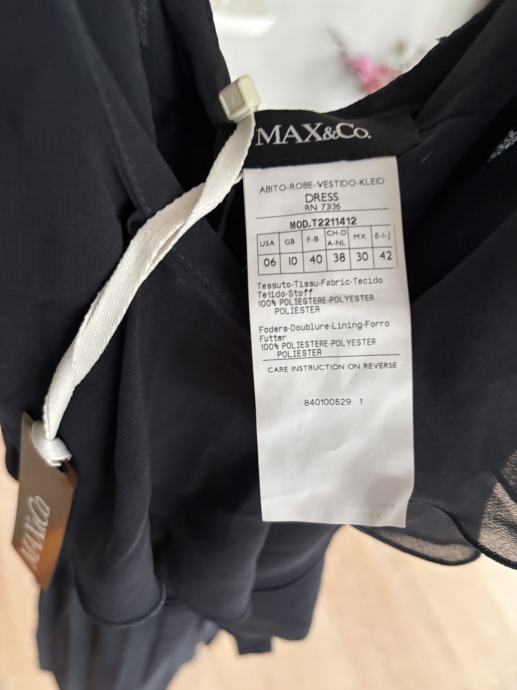 MAX&Co.
ABITO-ROBE-VESTIDO-KLEID
DRESS
RN 73136
MOD.T2211412
USA GB F-B CH-D A-NL MX E-I-J
06 10 40 38 30 42
Tessuto-Tissu-Fabric-Tecido
Tejido-Stoff
100% POLIESTERE-POLYESTER
POLIESTER
Fodera-Doublure-Lining-Forro
Futter
100% POLIESTERE-POLYESTER
POLIESTER
CARE INSTRUCTION ON REVERSE
840100529 1
MAX&Co